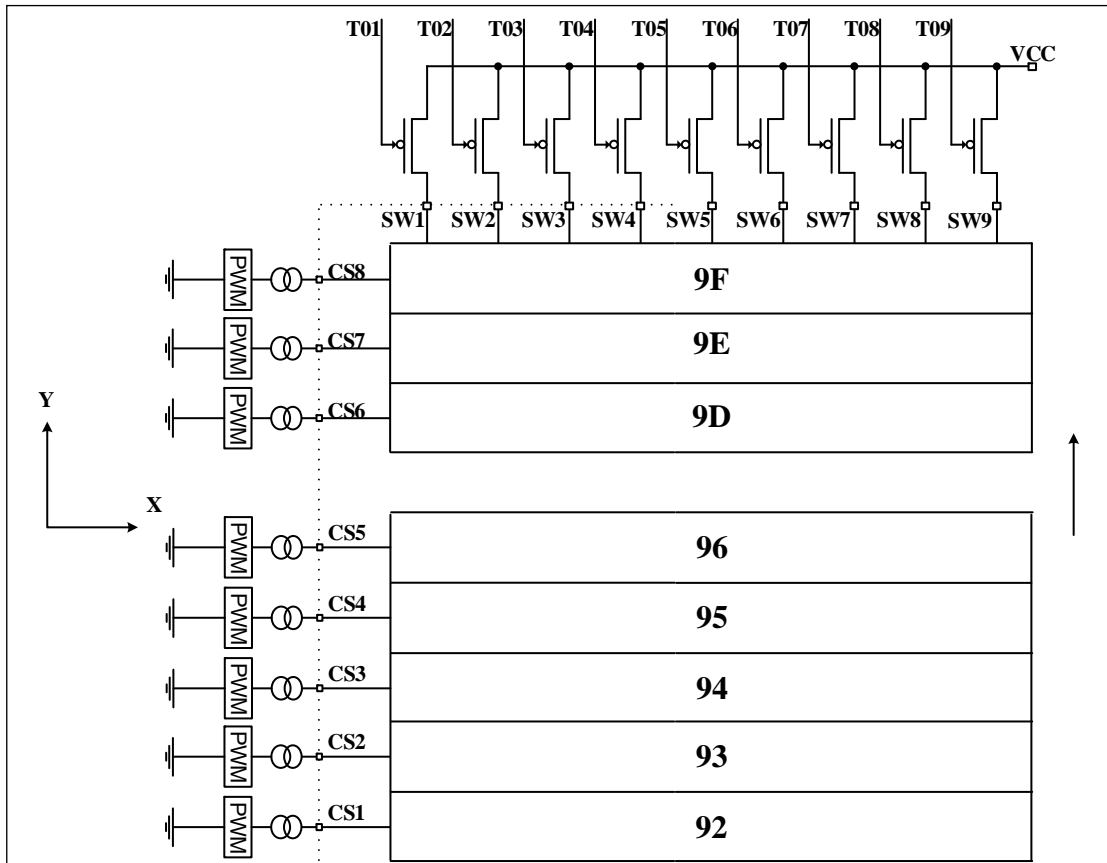 T01 T02 T03 T04 T05 T06 T07 T08 T09
VCC
SW1 SW2 SW3 SW4 SW5 SW6 SW7 SW8 SW9
PWM CS8 9F
PWM CS7 9E
PWM CS6 9D
Y
X
PWM CS5 96
PWM CS4 95
PWM CS3 94
PWM CS2 93
PWM CS1 92